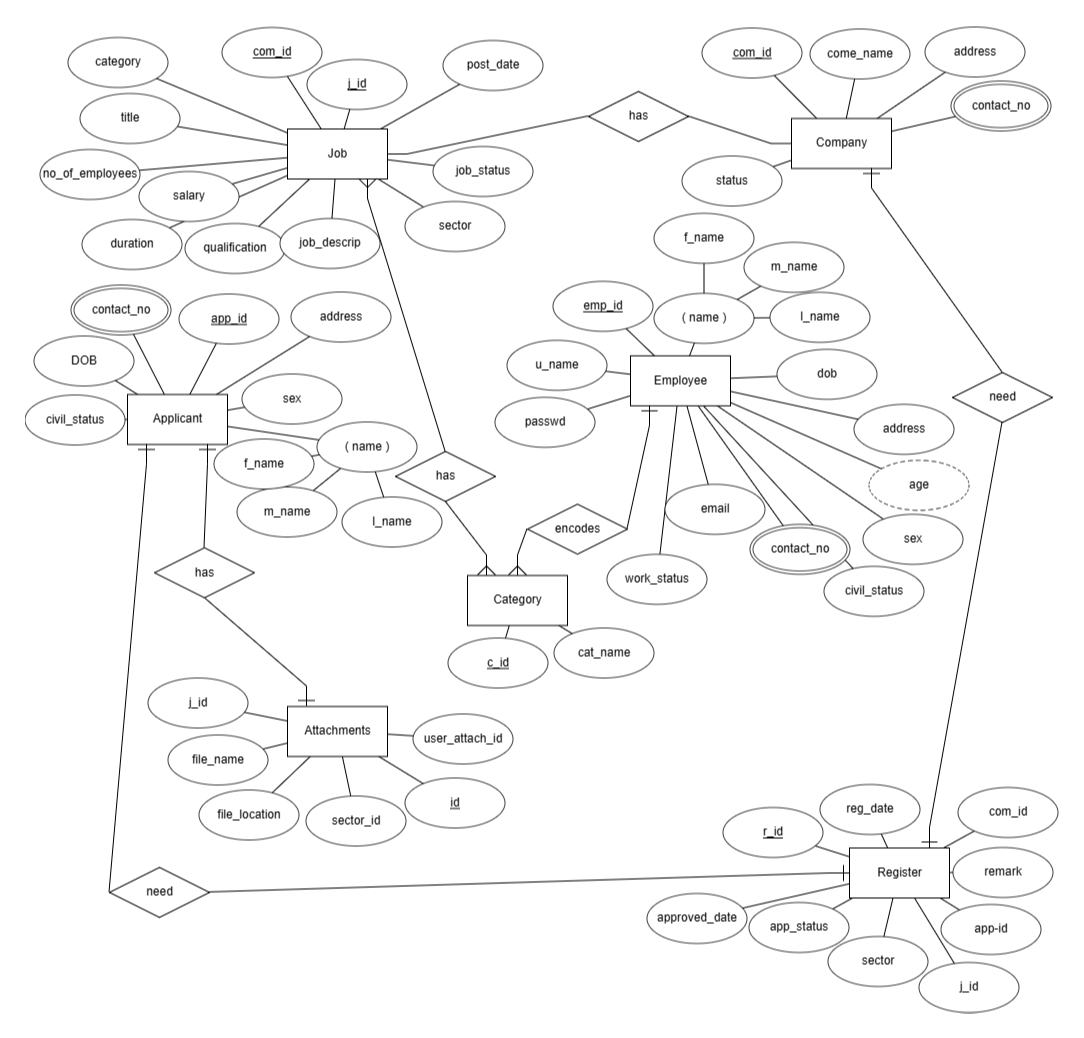 com_id
category
j_id
post_date
title
Job
no_of_employees
salary
duration
qualification
job_descrip
job_status
sector
has
com_id
come_name
address
contact_no
Company
status
f_name
m_name
emp_id
( name )
l_name
u_name
Employee
dob
passwd
address
age
email
sex
contact_no
work_status
civil_status
need
contact_no
app_id
address
DOB
sex
civil_status
Applicant
( name )
f_name
m_name
l_name
has
has
encodes
Category
c_id
cat_name
j_id
Attachments
user_attach_id
file_name
file_location
sector_id
id
need
reg_date
com_id
r_id
Register
remark
approved_date
app_status
app-id
sector
j_id